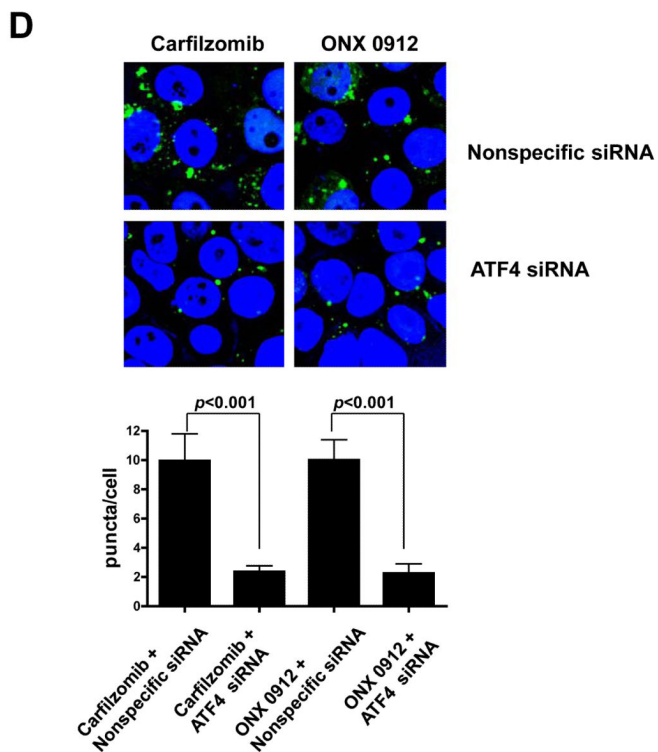 D
Carfilzomib ONX 0912
Nonspecific siRNA
ATF4 siRNA
p<0.001 p<0.001
puncta/cell
12
10
8
6
4
2
0
Carfilzomib +
Nonspecific siRNA
Carfilzomib +
ATF4 siRNA
ONX 0912 +
Nonspecific siRNA
ONX 0912 +
ATF4 siRNA